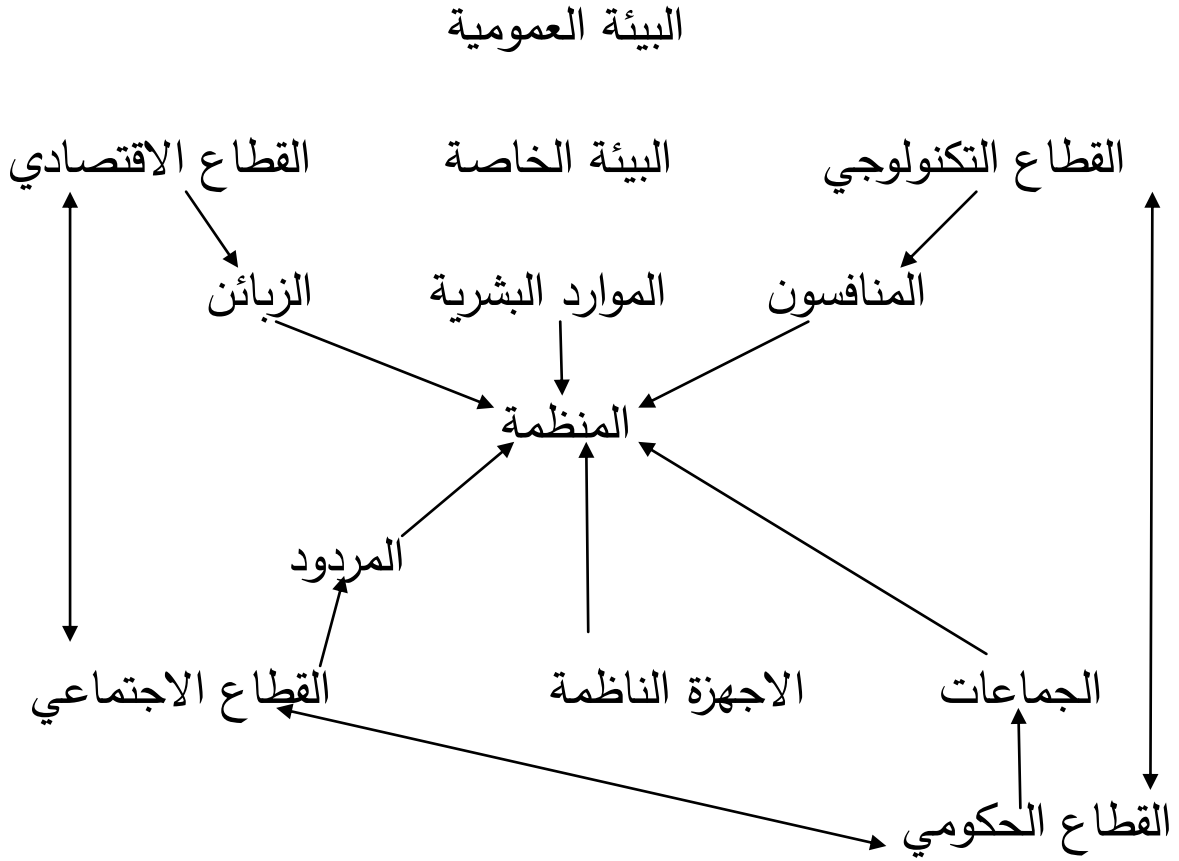 البيئة العمومية
القطاع التكنولوجي البيئة الخاصة القطاع الاقتصادي
المنافسون الموارد البشرية الزبائن
المنظمة
المردود
الجماعات الاجهزة الناظمة القطاع الاجتماعي
القطاع الحكومي